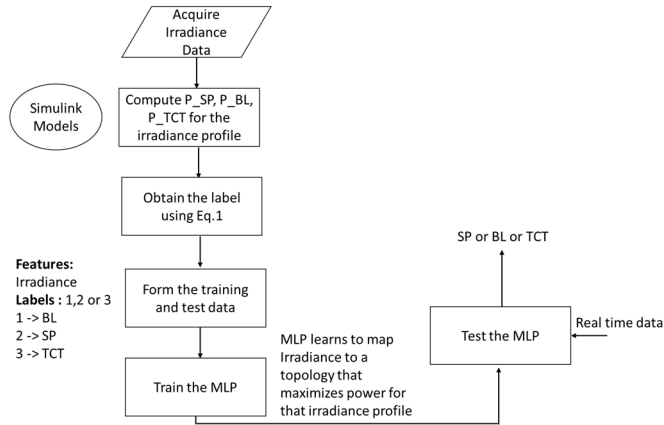 Acquire
Irradiance
Data
Simulink
Models
Compute P_SP, P_BL,
P_TCT for the
irradiance profile
Obtain the label
using Eq.1
Features:
Irradiance
Labels : 1,2 or 3
1 -> BL
2 -> SP
3 -> TCT
Form the training
and test data
Train the MLP
MLP learns to map
Irradiance to a
topology that
maximizes power for
that irradiance profile
SP or BL or TCT
Test the MLP
Real time data